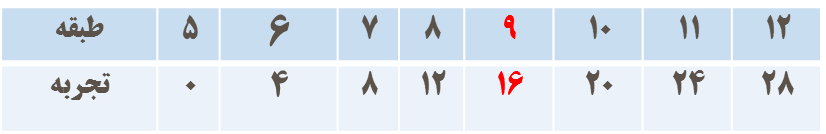 طبقه ۵ ۶ ۷ ۸ ۹ ۱۰ ۱۱ ۱۲
تجربه ۰ ۴ ۸ ۱۲ ۱۶ ۲۰ ۲۴ ۲۸